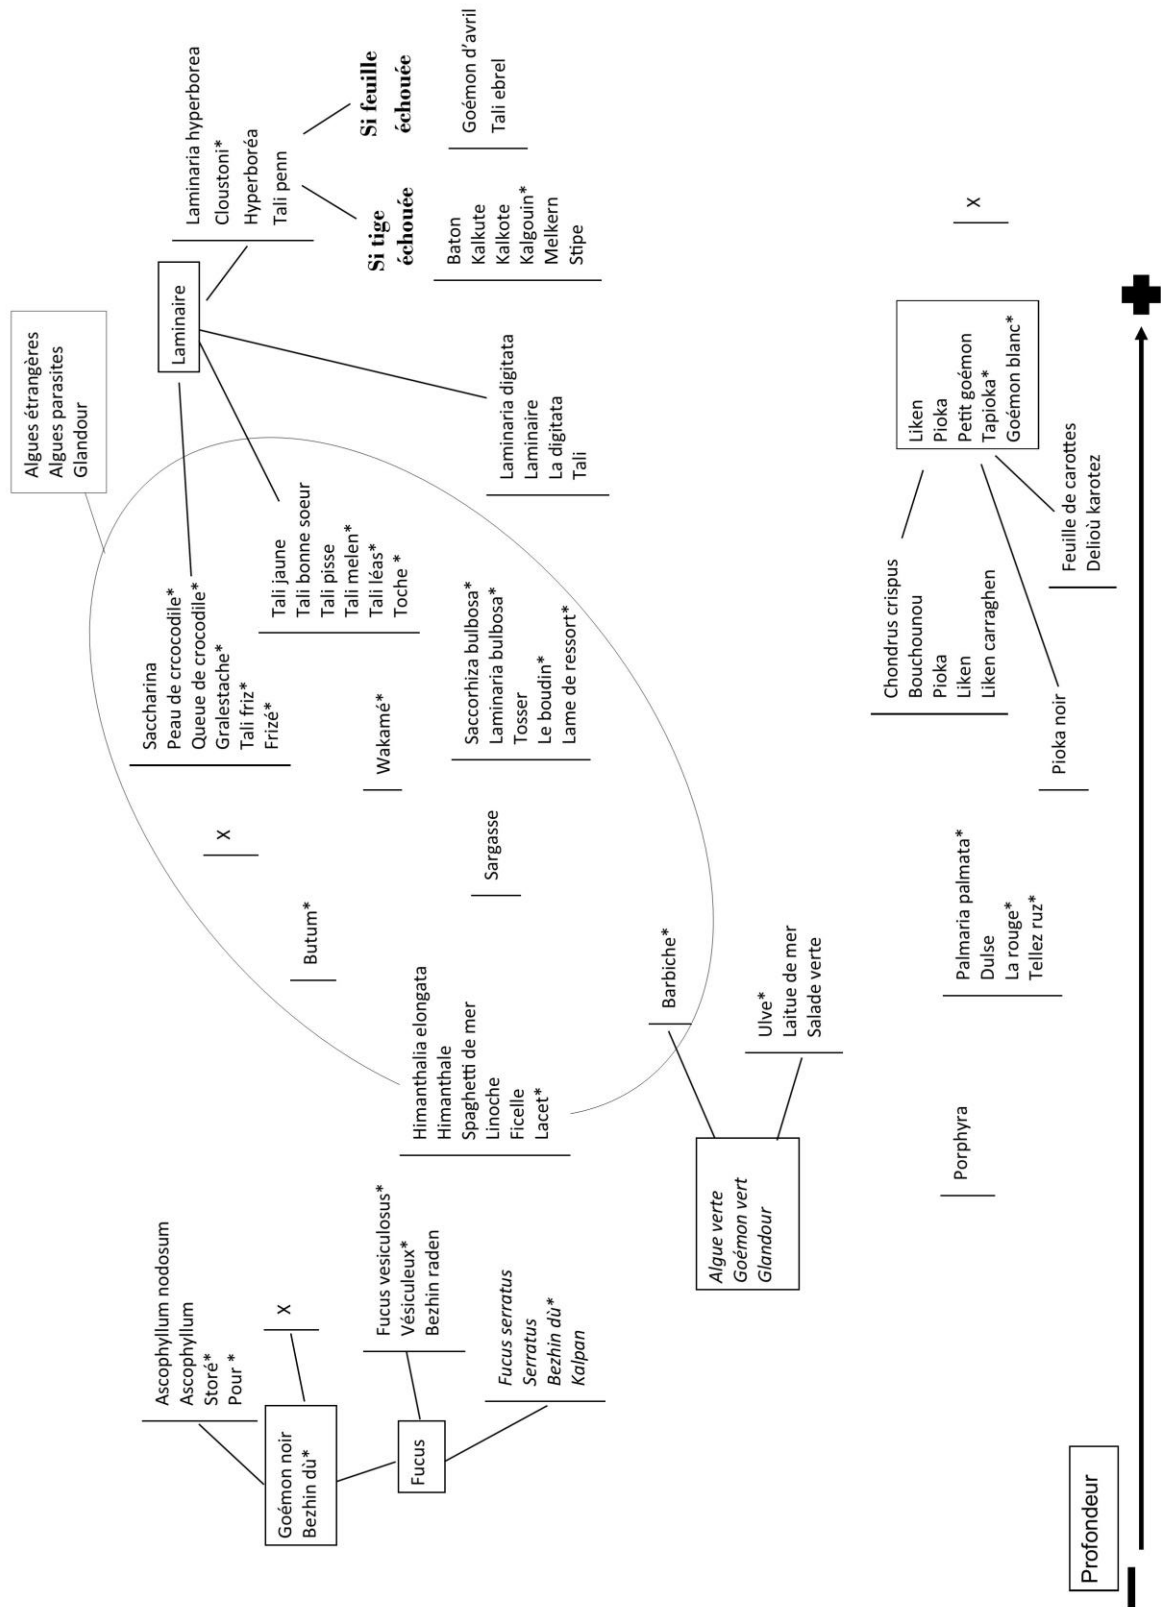 Algues étrangères
Algues parasites
Glandour
Laminaire
Laminaria hyperborea
Cloustoni*
Hyperboréa
Tali penn
Si tige
échouée
Si feuille
échouée
Baton
Kalkute
Kalkote
Kalgouin*
Melkern
Stipe
Goémon d'avril
Tali ebrel
Saccharina
Peau de crcocodile*
Queue de crocodile*
Gralestache*
Tali friz*
Frizé*
Tali jaune
Tali bonne soeur
Tali pisse
Tali melen*
Tali léas*
Toche *
Laminaria digitata
Laminaire
La digitata
Tali
X
Wakamé*
Saccorhiza bulbosa*
Laminaria bulbosa*
Tosser
Le boudin*
Lame de ressort*
Butum*
Sargasse
Himanthalia elongata
Himanthale
Spaghetti de mer
Linoche
Ficelle
Lacet*
Barbiche*
Ascophyllum nodosum
Ascophyllum
Storé*
Pour *
X
Goémon noir
Bezhin dù*
Fucus
Fucus vesiculosus*
Vésiculeux*
Bezhin raden
Fucus serratus
Serratus
Bezhin dù*
Kalpan
Algue verte
Goémon vert
Glandour
Ulve*
Laitue de mer
Salade verte
Porphyra
Palmaria palmata*
Dulse
La rouge*
Tellez ruz*
Chondrus crispus
Bouchounou
Pioka
Liken
Liken carraghen
Pioka noir
Liken
Pioka
Petit goémon
Tapioka*
Goémon blanc*
Feuille de carottes
Delioù karotez
X
Profondeur